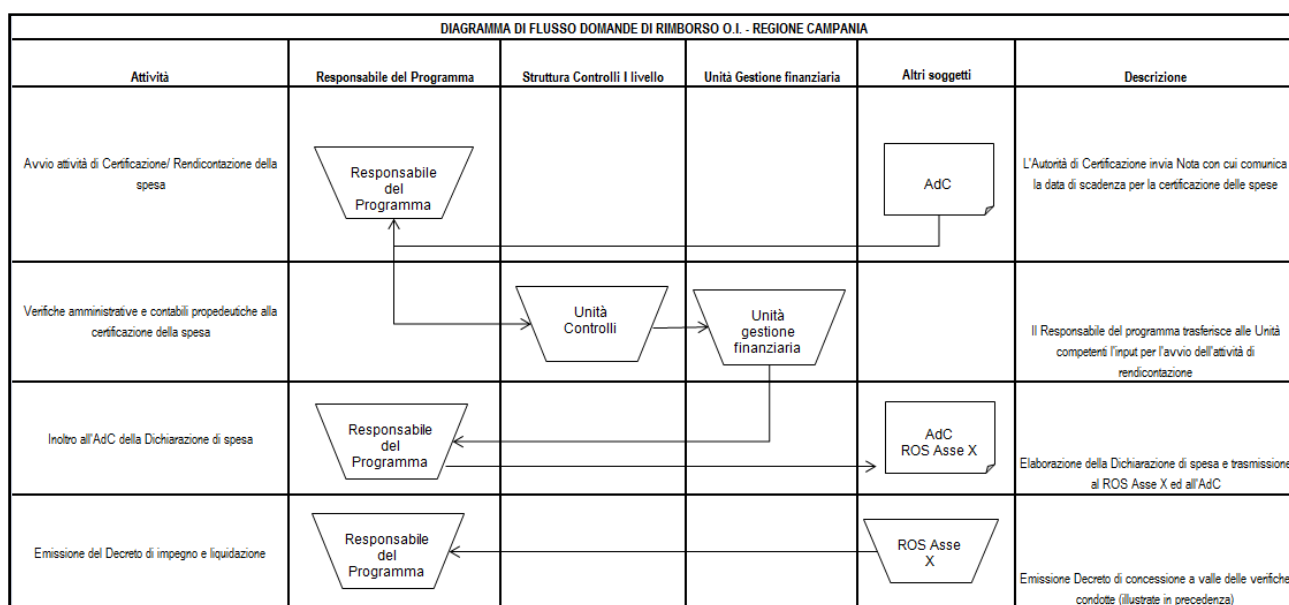 DIAGRAMMA DI FLUSSO DOMANDE DI RIMBORSO O.I. - REGIONE CAMPANIA
Attività
Responsabile del Programma
Struttura Controlli I livello
Unità Gestione finanziaria
Altri soggetti
Descrizione
Avvio attività di Certificazione/ Rendicontazione della
spesa
Responsabile
del
Programma
AdC
L'Autorità di Certificazione invia Nota con cui comunica
la data di scadenza per la certificazione delle spese
Verifiche amministrative e contabili propedeutiche alla
certificazione della spesa
Unità
Controlli
Unità
gestione
finanziaria
Il Responsabile del programma trasferisce alle Unità
competenti l'input per l'avvio dell'attività di
rendicontazione
Inoltro all'AdC della Dichiarazione di spesa
Responsabile
del
Programma
AdC
ROS Asse X
Elaborazione della Dichiarazione di spesa e trasmissione
al ROS Asse X ed all'AdC
Emissione del Decreto di impegno e liquidazione
Responsabile
del
Programma
ROS Asse
X
Emissione Decreto di concessione a valle delle verifiche
condotte (illustrate in precedenza)